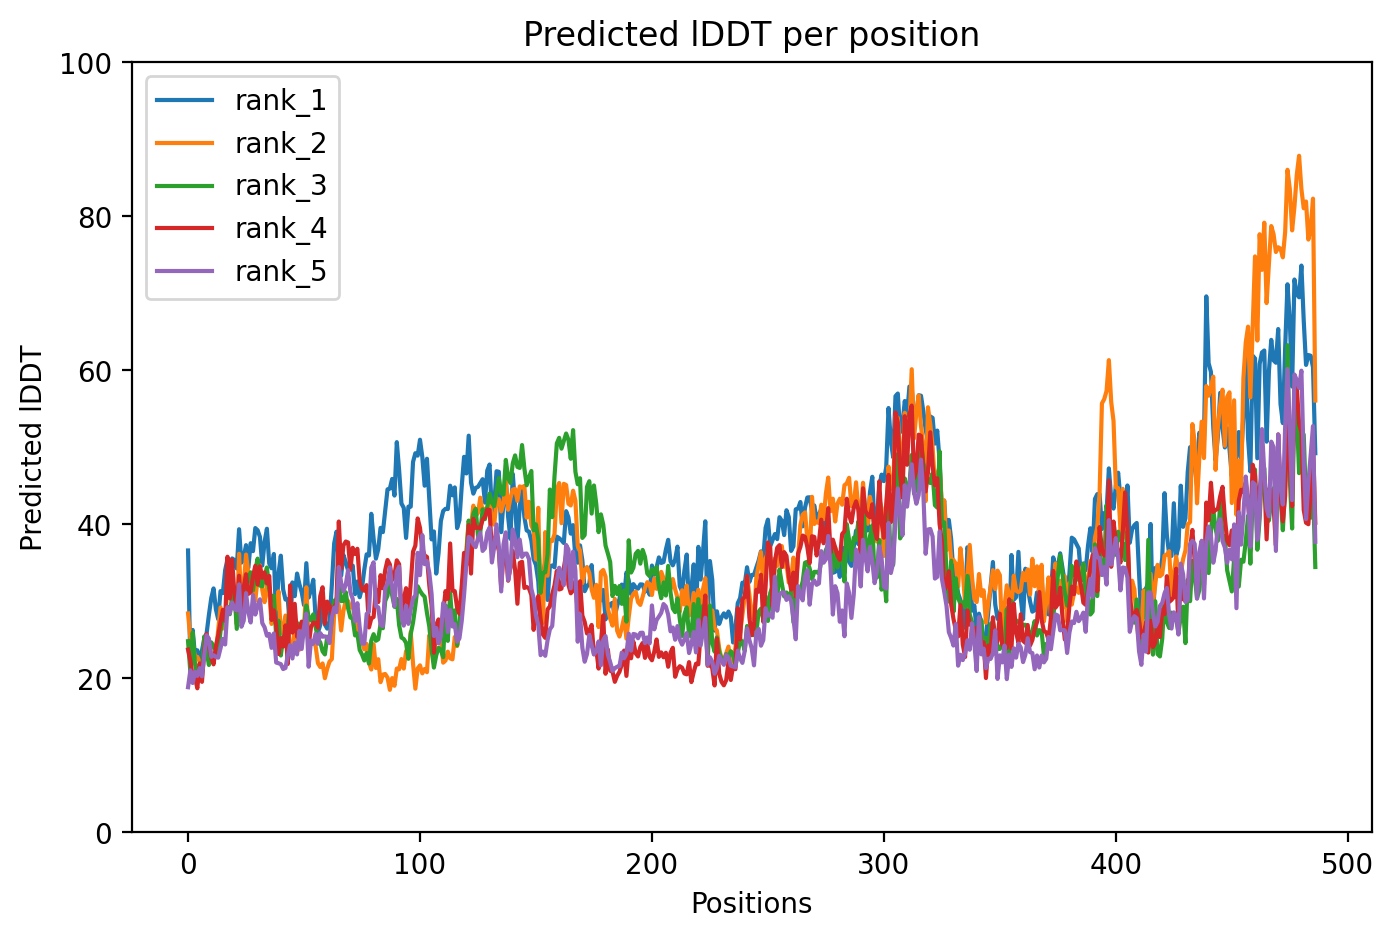 Predicted lDDT per position
100
80
60
40
20
0
Predicted lDDT
rank_1
rank_2
rank_3
rank_4
rank_5
0 100 200 300 400 500
Positions